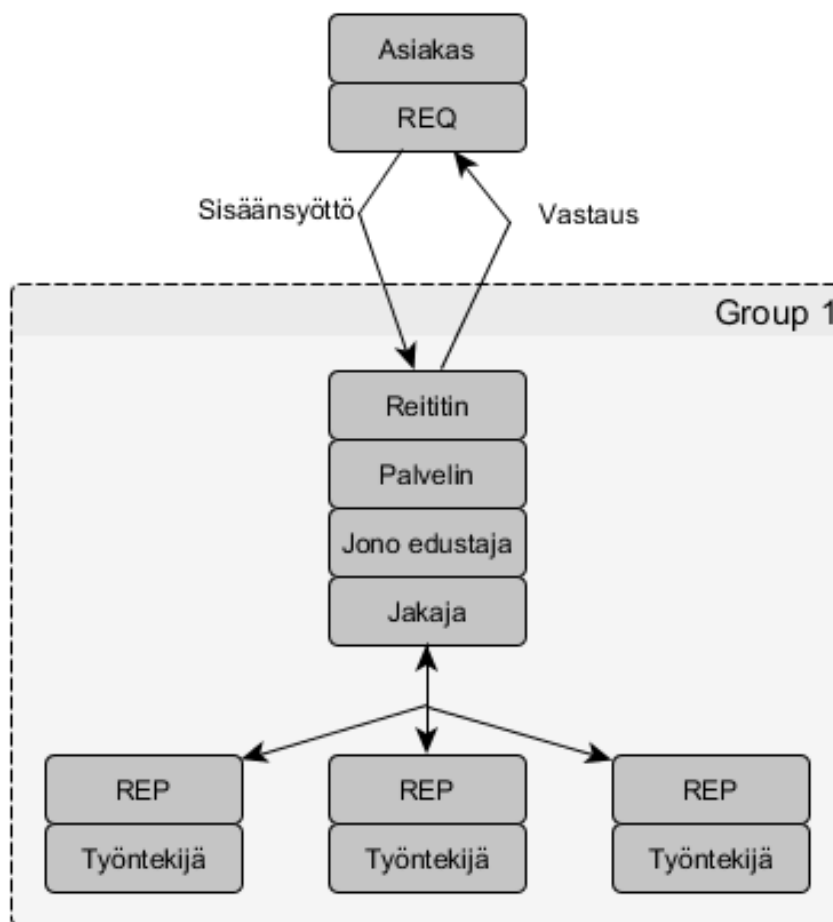 Asiakas
REQ
Sisäänsyöttö
Vastaus
Group 1
Reititin
Palvelin
Jono edustaja
Jakaja
REP
REP
REP
Työntekijä
Työntekijä
Työntekijä